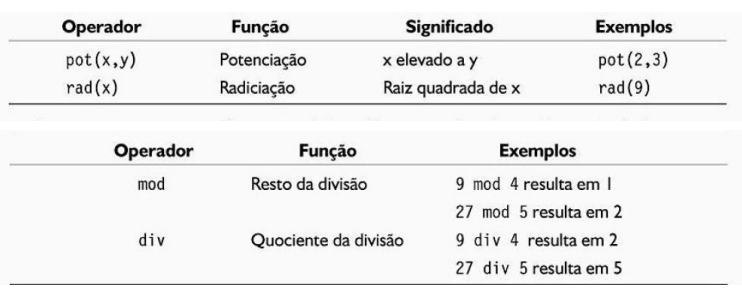 Operador Função Significado Exemplos
pot(x,y) Potenciação x elevado a y pot(2,3)
rad(x) Radiciação Raiz quadrada de x rad(9)
Operador Função Exemplos
mod Resto da divisão 9 mod 4 resulta em 1
27 mod 5 resulta em 2
div Quociente da divisão 9 div 4 resulta em 2
27 div 5 resulta em 5